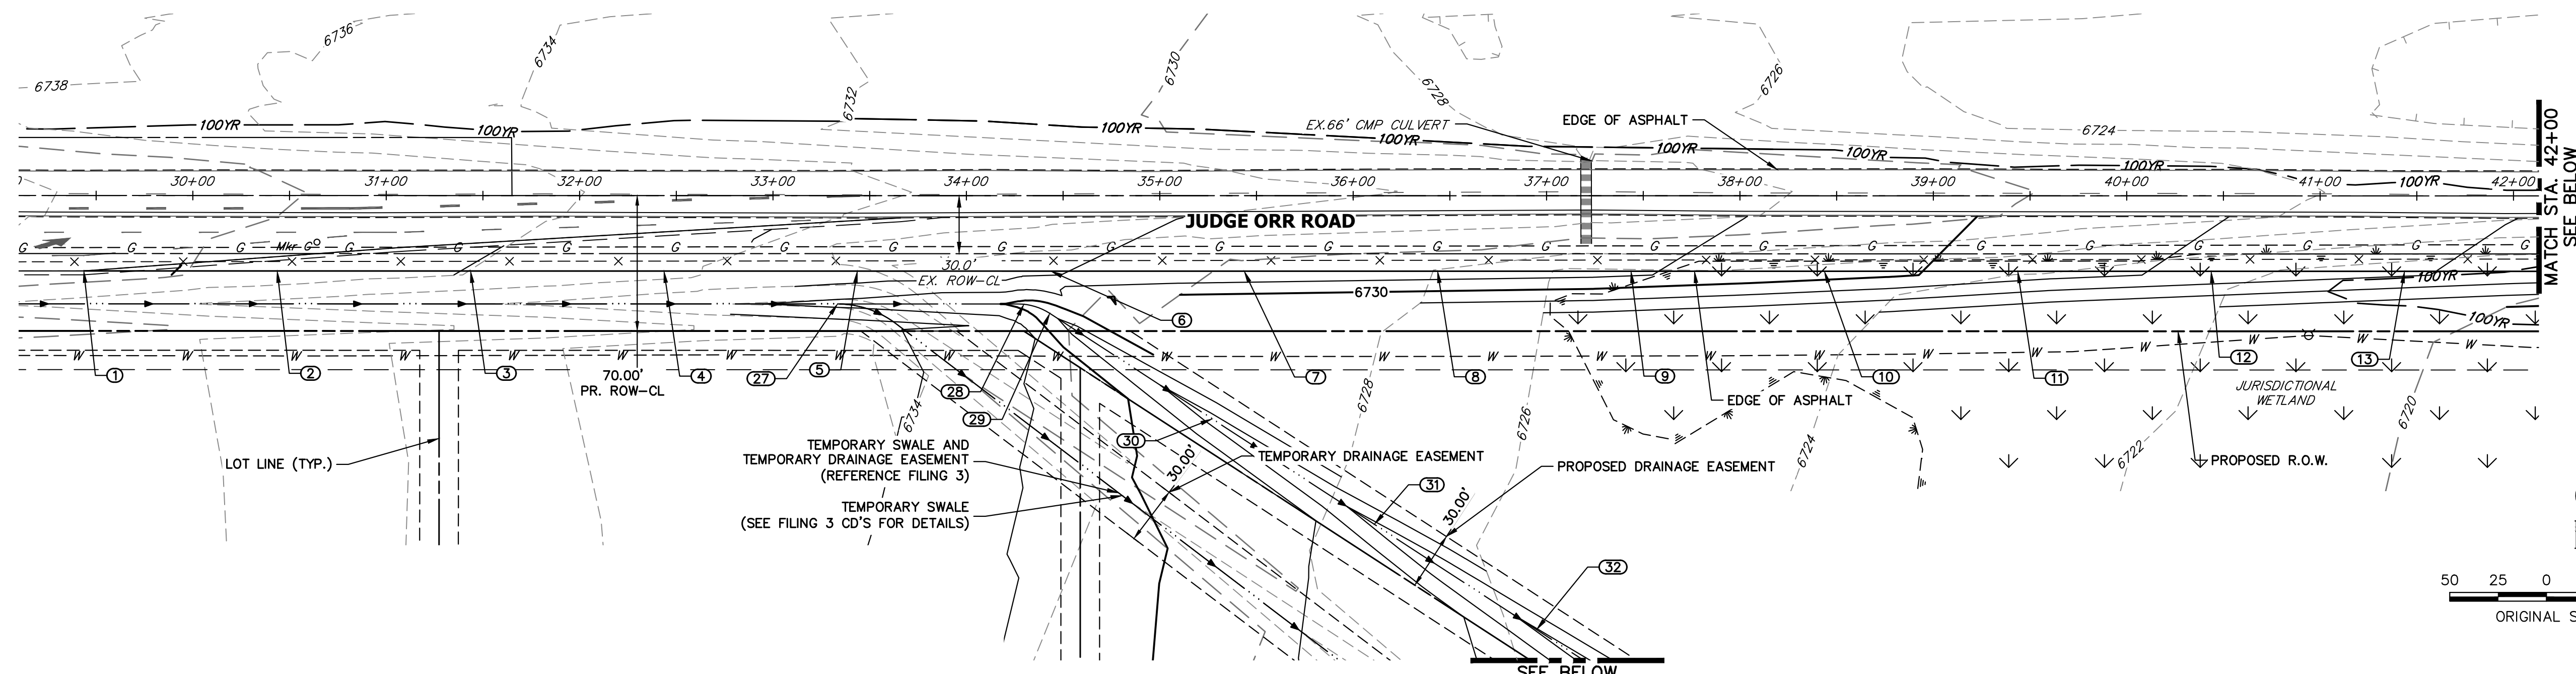 6736
6734
6730
6738
6732
6728
6726
100YR
100YR
100YR
EX.66' CMP CULVERT
100YR
EDGE OF ASPHALT
100YR
100YR
6724
100YR
100YR
30+00
31+00
32+00
33+00
34+00
35+00
36+00
37+00
38+00
39+00
40+00
41+00
42+00
MATCH STA. 42+00
SEE BELOW
JUDGE ORR ROAD
G G G Mkr G G G G G G G G G G G G G G G G G G G G G
30.0'
EX. ROW-CL
6730
100YR
100YR
6
W W W W W W W W W W W W W W W W W W W W W W W
1
2
3
4
27
5
28
29
7
8
9
10
11
12
13
70.00'
PR. ROW-CL
6734
6728
6726
6724
6722
6720
EDGE OF ASPHALT
JURISDICTIONAL
WETLAND
LOT LINE (TYP.)
TEMPORARY SWALE AND
TEMPORARY DRAINAGE EASEMENT
(REFERENCE FILING 3)
TEMPORARY SWALE
(SEE FILING 3 CD'S FOR DETAILS)
30
30.00'
TEMPORARY DRAINAGE EASEMENT
PROPOSED DRAINAGE EASEMENT
PROPOSED R.O.W.
31
30.00'
32
SEE BELOW
50 25 0
ORIGINAL S